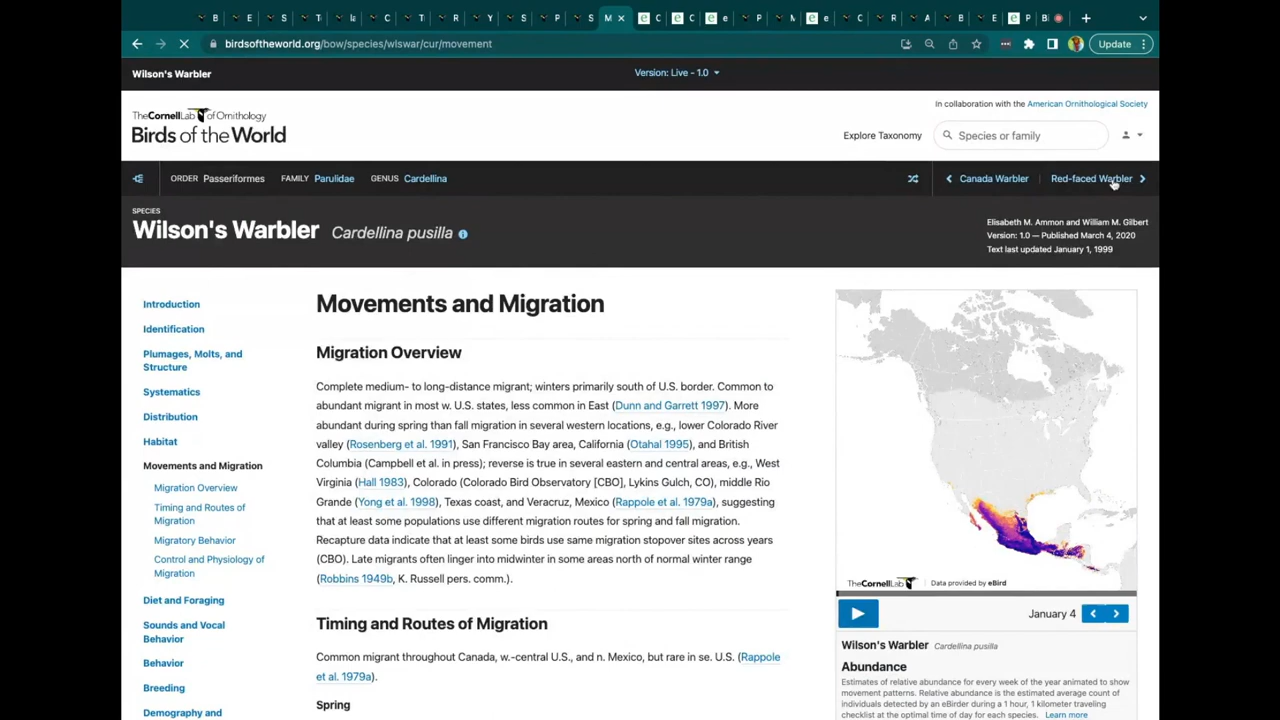 birdsoftheworld.org/bow/species/wlswar/cur/movement
Update
Wilson's Warbler
Version: Live - 1.0
In collaboration with the American Ornithological Society
TheCornellLab of Ornithology
Birds of the World
Explore Taxonomy
Species or family
ORDER Passeriformes FAMILY Parulidae GENUS Cardellina
Canada Warbler
Red-faced Warbler
SPECIES
Wilson's Warbler Cardellina pusilla
Elisabeth M. Ammon and William M. Gilbert
Version: 1.0 — Published March 4, 2020
Text last updated January 1, 1999
Introduction
Identification
Plumages, Molts, and
Structure
Systematics
Distribution
Habitat
Movements and Migration
Migration Overview
Timing and Routes of
Migration
Migratory Behavior
Control and Physiology of
Migration
Diet and Foraging
Sounds and Vocal
Behavior
Behavior
Breeding
Demography and
Movements and Migration
Migration Overview
Complete medium- to long-distance migrant; winters primarily south of U.S. border. Common to
abundant migrant in most w. U.S. states, less common in East (Dunn and Garrett 1997). More
abundant during spring than fall migration in several western locations, e.g., lower Colorado River
valley (Rosenberg et al. 1991), San Francisco Bay area, California (Otahal 1995), and British
Columbia (Campbell et al. in press); reverse is true in several eastern and central areas, e.g., West
Virginia (Hall 1983), Colorado (Colorado Bird Observatory [CBO], Lykins Gulch, CO), middle Rio
Grande (Yong et al. 1998), Texas coast, and Veracruz, Mexico (Rappole et al. 1979a), suggesting
that at least some populations use different migration routes for spring and fall migration.
Recapture data indicate that at least some birds use same migration stopover sites across years
(CBO). Late migrants often linger into midwinter in some areas north of normal winter range
(Robbins 1949b, K. Russell pers. comm.).
Timing and Routes of Migration
Common migrant throughout Canada, w.-central U.S., and n. Mexico, but rare in se. U.S. (Rappole
et al. 1979a).
Spring
TheCornellLab
Data provided by eBird
January 4
Wilson's Warbler Cardellina pusilla
Abundance
Estimates of relative abundance for every week of the year animated to show
movement patterns. Relative abundance is the estimated average count of
individuals detected by an eBirder during a 1 hour, 1 kilometer traveling
checklist at the optimal time of day for each species. Learn more